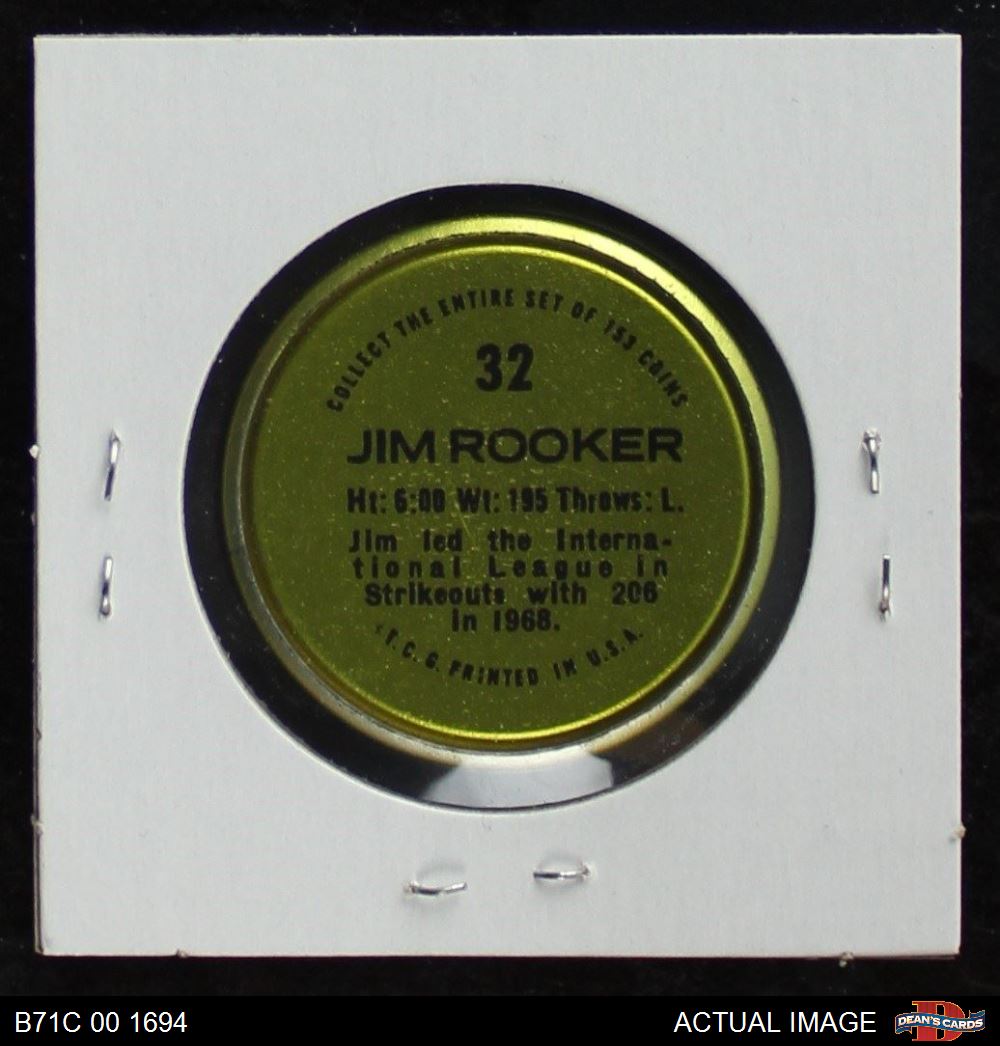 COLLECT THE ENTIRE SET OF 153 COINS
32
JIM ROOKER
Ht: 6:00 Wt: 195 Throws: L.
Jim led the Interna-
tional League in
Strikeouts with 206
in 1968.
T.C.G. PRINTED IN U.S.A.
B71C 00 1694
ACTUAL IMAGE
DEAN'S CARDS